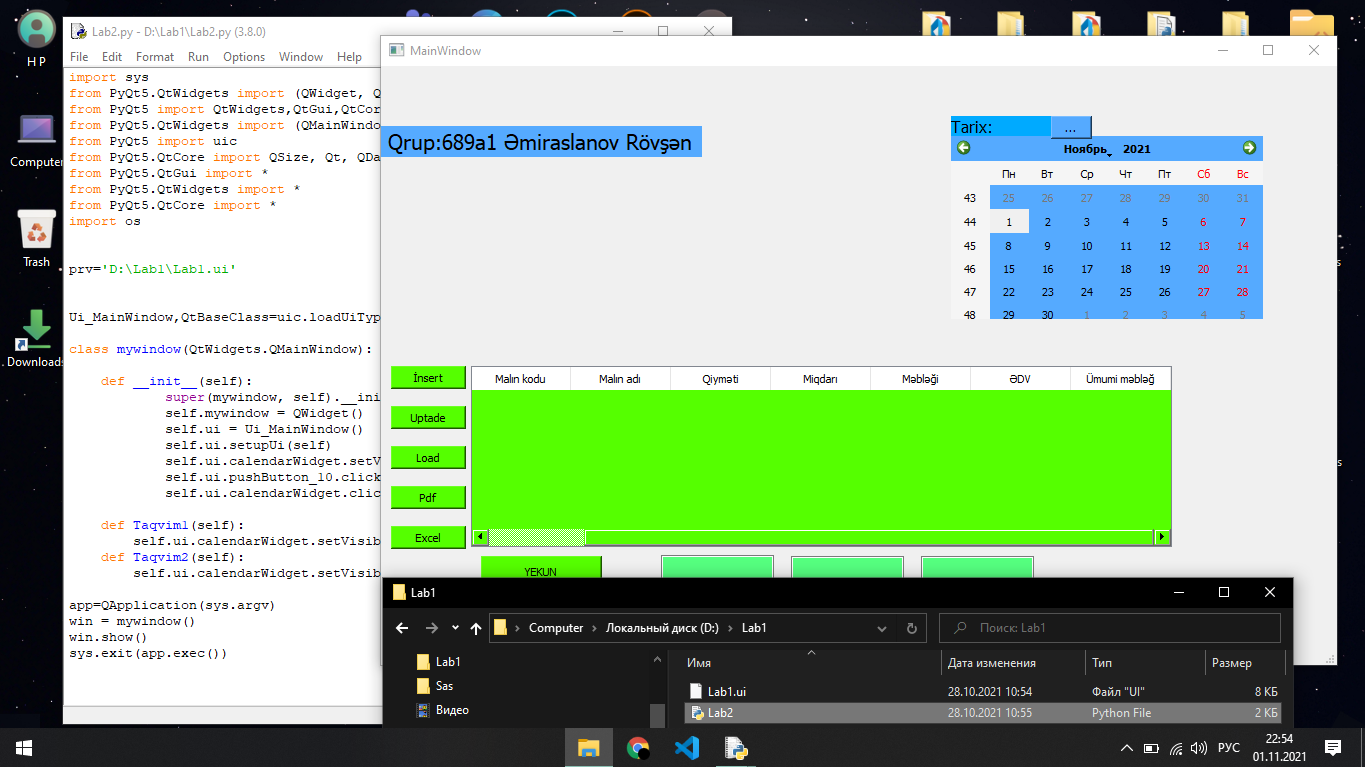 H P
Computer
Trash
Downloads
Lab2.py - D:\Lab1\Lab2.py (3.8.0)
File Edit Format Run Options Window Help
import sys
from PyQt5.QtWidgets import (QWidget, Q
from PyQt5 import QtWidgets,QtGui,QtCor
from PyQt5.QtWidgets import (QMainWindo
from PyQt5 import uic
from PyQt5.QtCore import QSize, Qt, QDa
from PyQt5.QtGui import *
from PyQt5.QtWidgets import *
from PyQt5.QtCore import *
import os
prv='D:\Lab1\Lab1.ui'
Ui_MainWindow,QtBaseClass=uic.loadUiTyp
class mywindow(QtWidgets.QMainWindow):
def __init__(self):
super(mywindow, self).__ini
self.mywindow = QWidget()
self.ui = Ui_MainWindow()
self.ui.setupUi(self)
self.ui.calendarWidget.setV
self.ui.pushButton_10.click
self.ui.calendarWidget.clic
def Taqvim1(self):
self.ui.calendarWidget.setVisib
def Taqvim2(self):
self.ui.calendarWidget.setVisib
app=QApplication(sys.argv)
win = mywindow()
win.show()
sys.exit(app.exec())
MainWindow
Qrup:689a1 Əmiraslanov Rövşən
Tarix: ...
Ноябрь, 2021
Пн Вт Ср Чт Пт Сб Вс
43 25 26 27 28 29 30 31
44 1 2 3 4 5 6 7
45 8 9 10 11 12 13 14
46 15 16 17 18 19 20 21
47 22 23 24 25 26 27 28
48 29 30 1 2 3 4 5
İnsert
Uptade
Load
Pdf
Excel
Malın kodu Malın adı Qiyməti Miqdarı Məbləği ƏDV Ümumi məbləğ
YEKUN
Lab1
Computer Локальный диск (D:) Lab1
Поиск: Lab1
Lab1
Sas
Видео
Имя Дата изменения Тип Размер
Lab1.ui 28.10.2021 10:54 Файл "UI" 8 КБ
Lab2 28.10.2021 10:55 Python File 2 КБ
РУС
22:54
01.11.2021